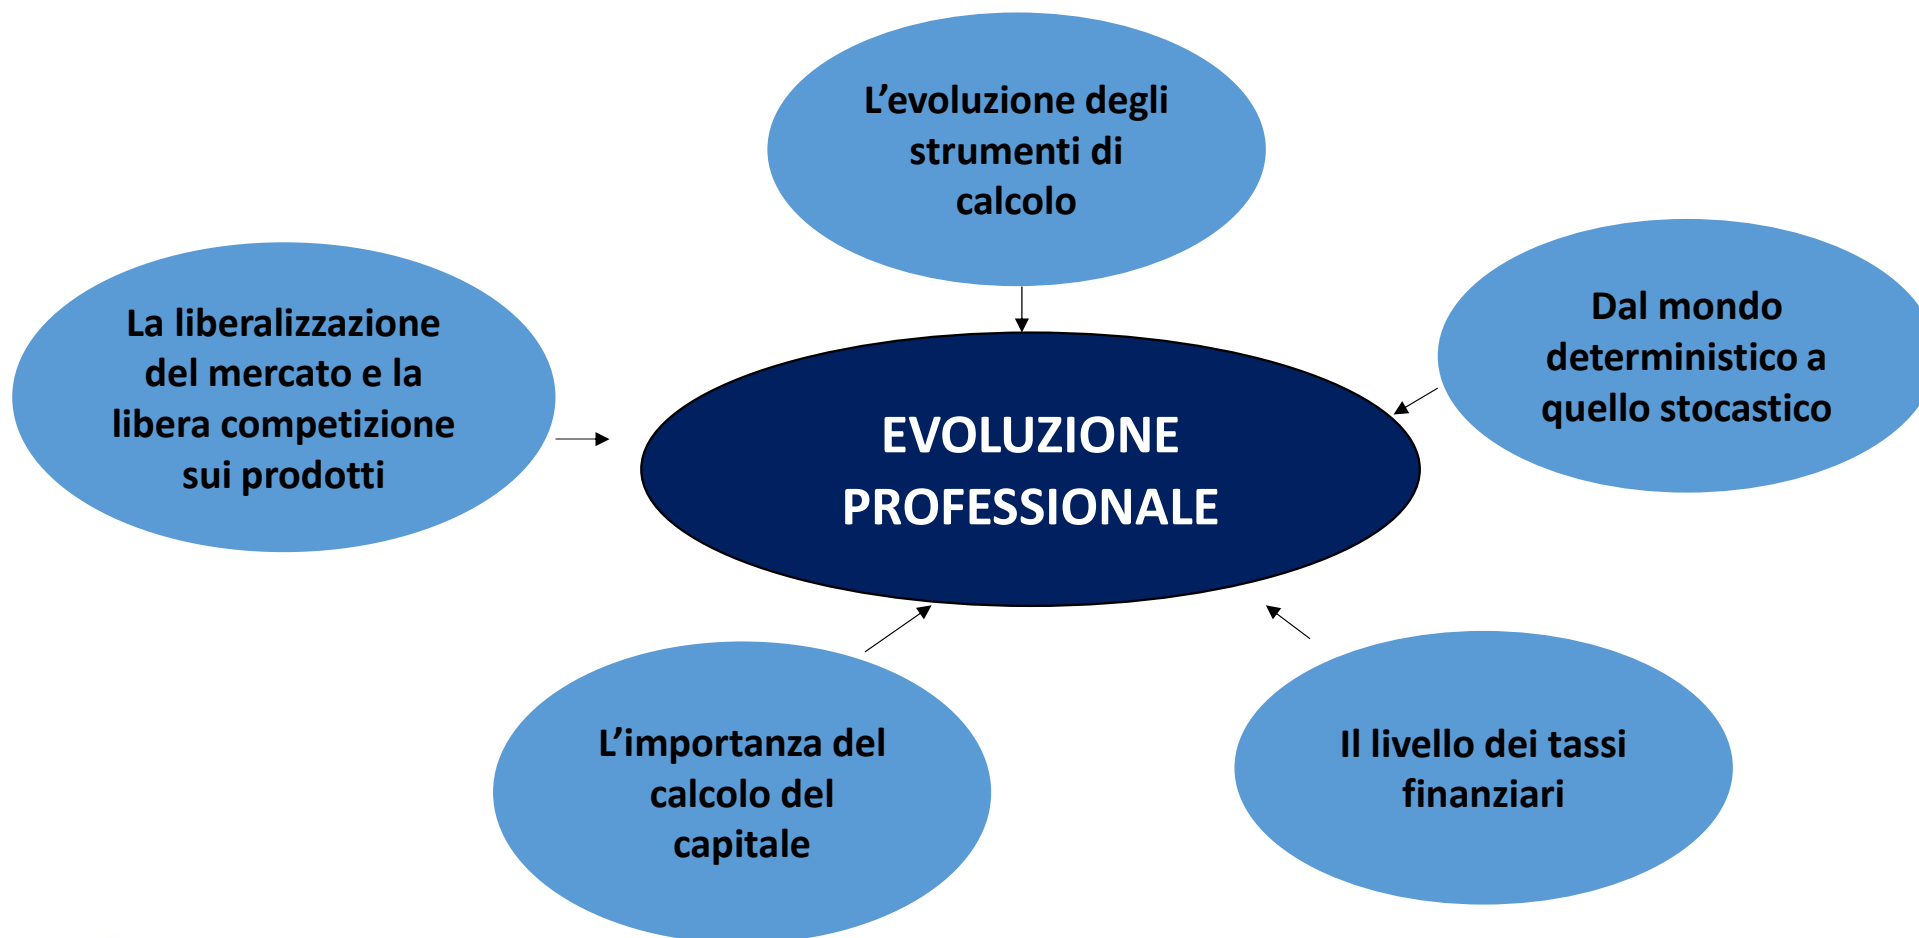 L’evoluzione degli
strumenti di
calcolo
La liberalizzazione
del mercato e la
libera competizione
sui prodotti
Dal mondo
deterministico a
quello stocastico
EVOLUZIONE
PROFESSIONALE
L’importanza del
calcolo del
capitale
Il livello dei tassi
finanziari